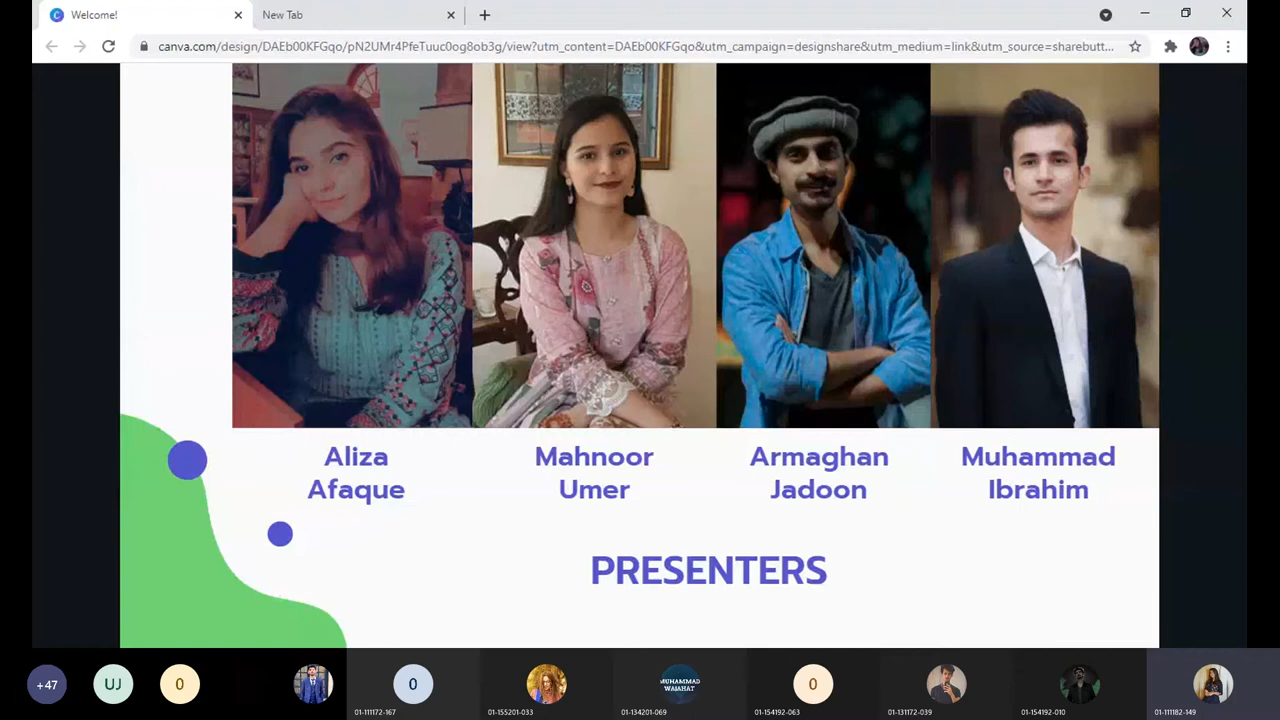 Welcome!
New Tab
canva.com/design/DAEb00KFGqo/pN2UMr4PfeTuuc0og8ob3g/view?utm_content=DAEb00KFGqo&utm_campaign=designshare&utm_medium=link&utm_source=sharebutt...
Aliza
Afaque
Mahnoor
Umer
Armaghan
Jadoon
Muhammad
Ibrahim
PRESENTERS
+47
UJ
0
0
01-111172-167
01-155201-033
MUHAMMAD
WAJAHAT
01-134201-069
0
01-154192-063
01-131172-039
01-154192-010
01-111182-149